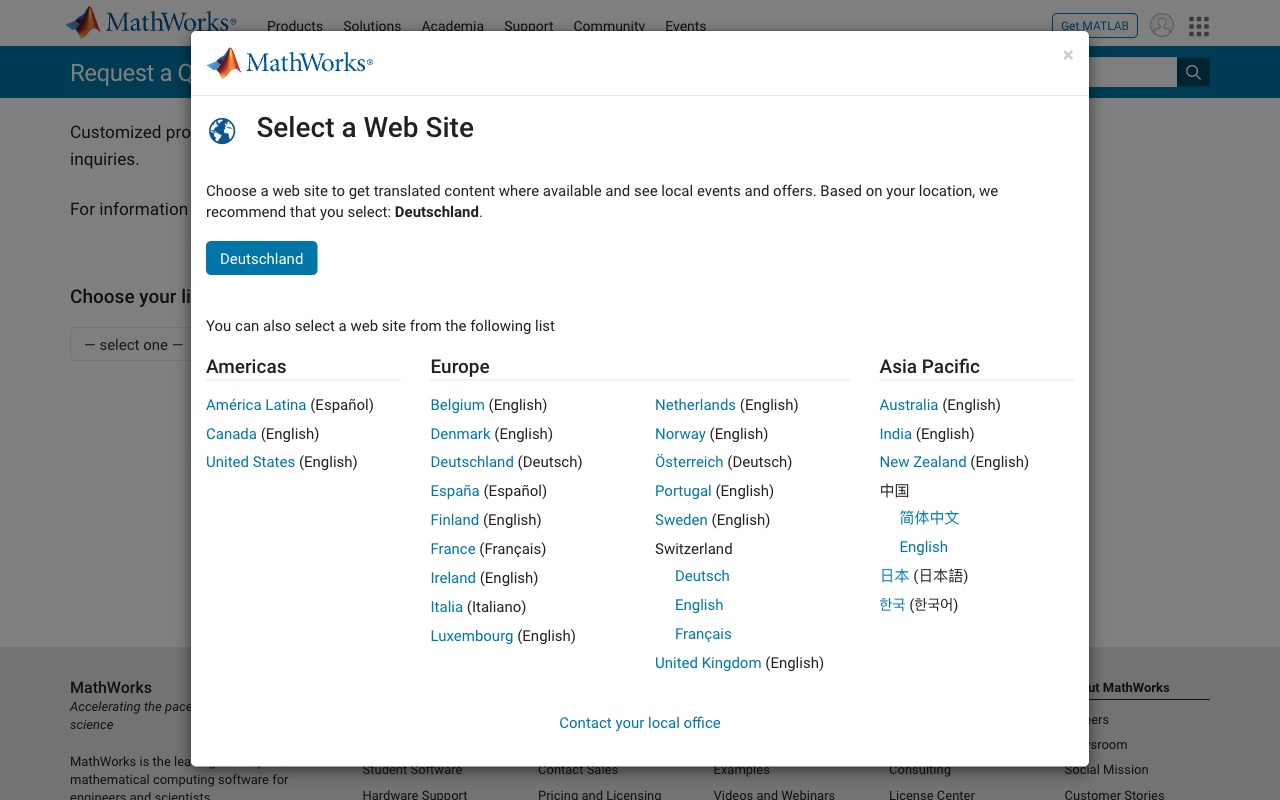 MathWorks®
Products
Solutions
Academia
Support
Community
Events
Get MATLAB
Request a Q
Customized pro
inquiries.
For information
Choose your li
— select one —
MathWorks®
×
Select a Web Site
Choose a web site to get translated content where available and see local events and offers. Based on your location, we
recommend that you select: Deutschland.
Deutschland
You can also select a web site from the following list
Americas
América Latina (Español)
Canada (English)
United States (English)
Europe
Belgium (English)
Denmark (English)
Deutschland (Deutsch)
España (Español)
Finland (English)
France (Français)
Ireland (English)
Italia (Italiano)
Luxembourg (English)
Netherlands (English)
Norway (English)
Österreich (Deutsch)
Portugal (English)
Sweden (English)
Switzerland
Deutsch
English
Français
United Kingdom (English)
Asia Pacific
Australia (English)
India (English)
New Zealand (English)
中国
简体中文
English
日本 (日本語)
한국 (한국어)
Contact your local office
MathWorks
Accelerating the pace
science
MathWorks is the lea
mathematical computing software for
engineers and scientists
Student Software
Hardware Support
Contact Sales
Pricing and Licensing
Examples
Videos and Webinars
Consulting
License Center
ut MathWorks
eers
sroom
Social Mission
Customer Stories